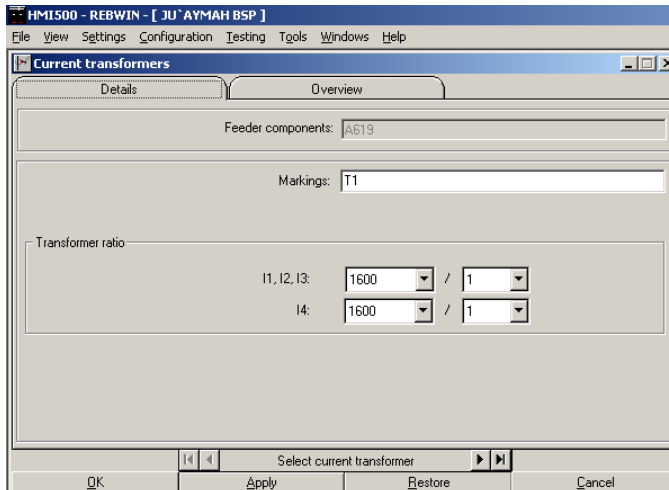 HMI500 - REBWIN - [ JU`AYMAH BSP ]
File View Settings Configuration Testing Tools Windows Help
Current transformers
Details Overview
Feeder components: A619
Markings: T1
Transformer ratio
I1, I2, I3: 1600 / 1
I4: 1600 / 1
Select current transformer
OK Apply Restore Cancel